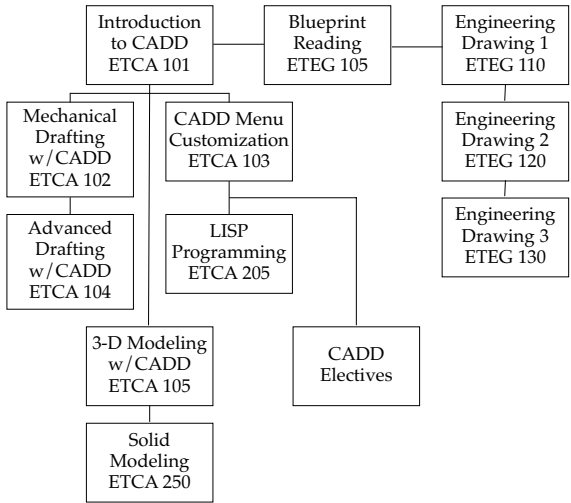 Introduction
to CADD
ETCA 101
Blueprint
Reading
ETEG 105
Engineering
Drawing 1
ETEG 110
Mechanical
Drafting
w/CADD
ETCA 102
CADD Menu
Customization
ETCA 103
Engineering
Drawing 2
ETEG 120
Advanced
Drafting
w/CADD
ETCA 104
LISP
Programming
ETCA 205
Engineering
Drawing 3
ETEG 130
3-D Modeling
w/CADD
ETCA 105
CADD
Electives
Solid
Modeling
ETCA 250